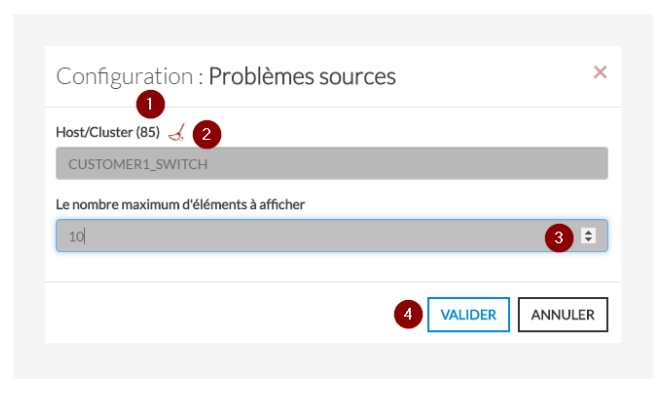 Configuration : Problèmes sources ×
1
Host/Cluster (85) 2
CUSTOMER1_SWITCH
Le nombre maximum d'éléments à afficher
10 3
4 VALIDER ANNULER